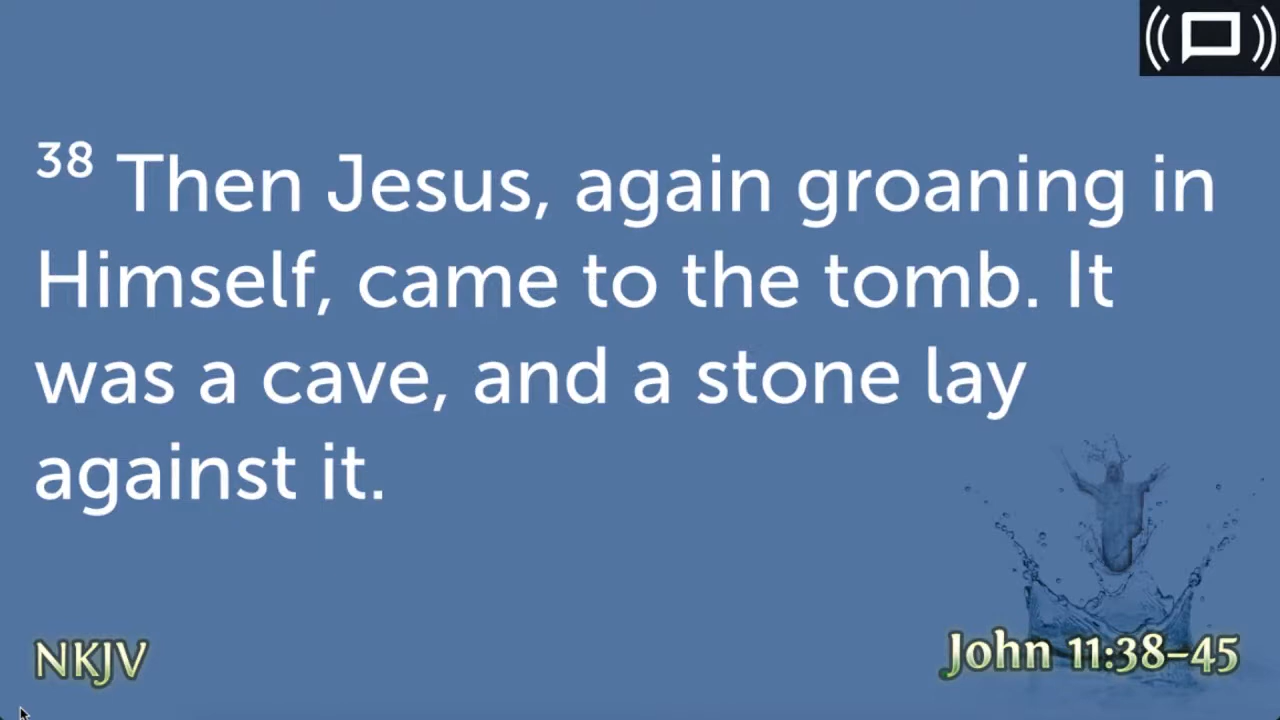 38 Then Jesus, again groaning in
Himself, came to the tomb. It
was a cave, and a stone lay
against it.
NKJV
John 11:38–45